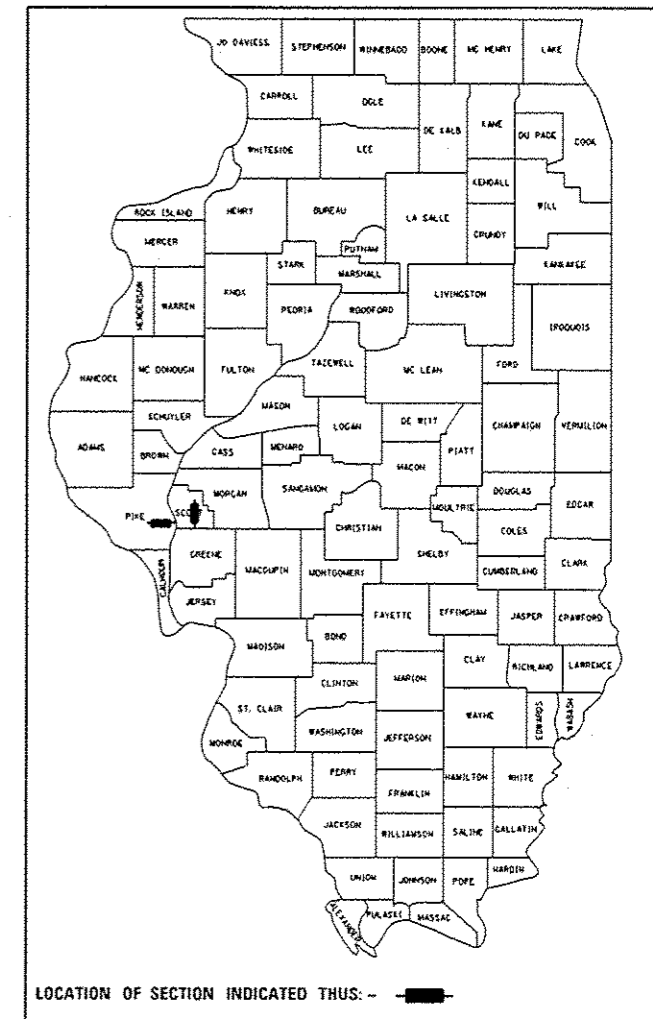 JO DAVIESS STEPHENSON WINNEBAGO BOONE MC HENRY LAKE
CARROLL OGLE DE KALB KANE DU PAGE COOK
WHITESIDE LEE KENDALL WILL
ROCK ISLAND HENRY BUREAU LA SALLE GRUNDY
MERCER PUTNAM KANKAKEE
STARK MARSHALL
HENDERSON WARREN KNOX PEORIA WOODFORD LIVINGSTON IROQUOIS
HANCOCK MC DONOUGH FULTON TAZEWELL MC LEAN FORD
SCHUYLER MASON LOGAN DE WITT CHAMPAIGN VERMILION
ADAMS BROWN CASS MENARD PIATT
MACON
PIKE SCOTT MORGAN SANGAMON MOULTRIE DOUGLAS EDGAR
CHRISTIAN COLES
CALHOUN GREENE MACOUPIN MONTGOMERY SHELBY CUMBERLAND CLARK
JERSEY FAYETTE EFFINGHAM JASPER CRAWFORD
MADISON BOND
CLAY RICHLAND LAWRENCE
CLINTON MARION
ST. CLAIR WAYNE EDWARDS WABASH
MONROE WASHINGTON JEFFERSON
RANDOLPH PERRY HAMILTON WHITE
FRANKLIN
JACKSON WILLIAMSON SALINE GALLATIN
UNION JOHNSON POPE HARDIN
ALEXANDER PULASKI MASSAC
LOCATION OF SECTION INDICATED THUS: -